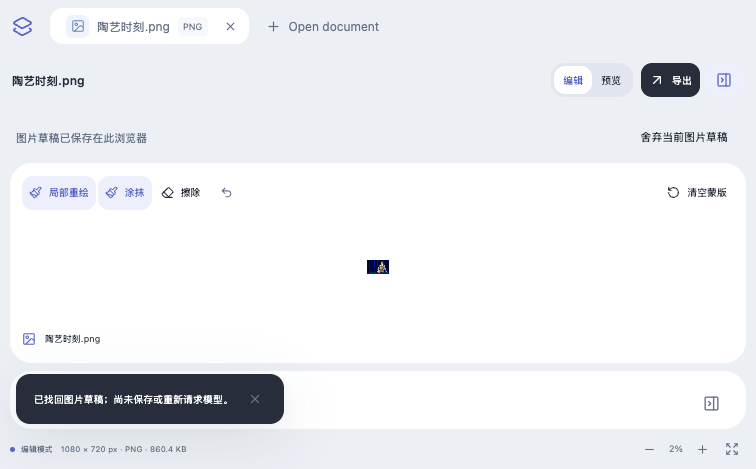 陶艺时刻.png PNG Open document
陶艺时刻.png 编辑 预览 导出
图片草稿已保存在此浏览器 舍弃当前图片草稿
局部重绘 涂抹 擦除 清空蒙版
陶艺时刻.png
已找回图片草稿；尚未保存或重新请求模型。
编辑模式 1080 × 720 px · PNG · 860.4 KB 2%